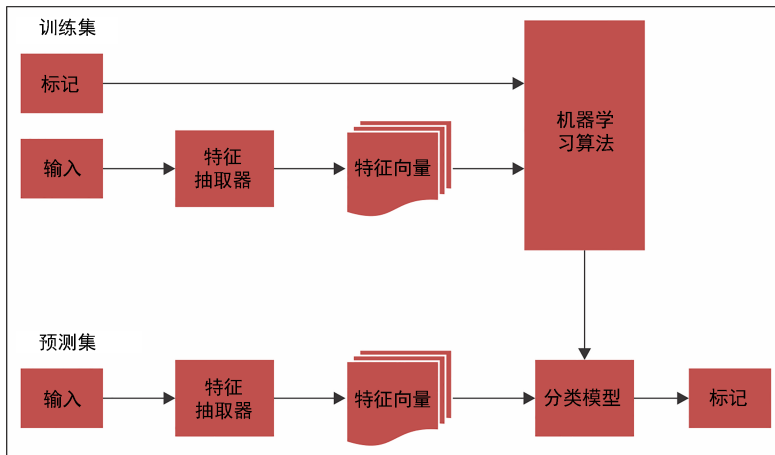 训练集
标记
机器学
习算法
输入
特征
抽取器
特征向量
预测集
输入
特征
抽取器
特征向量
分类模型
标记